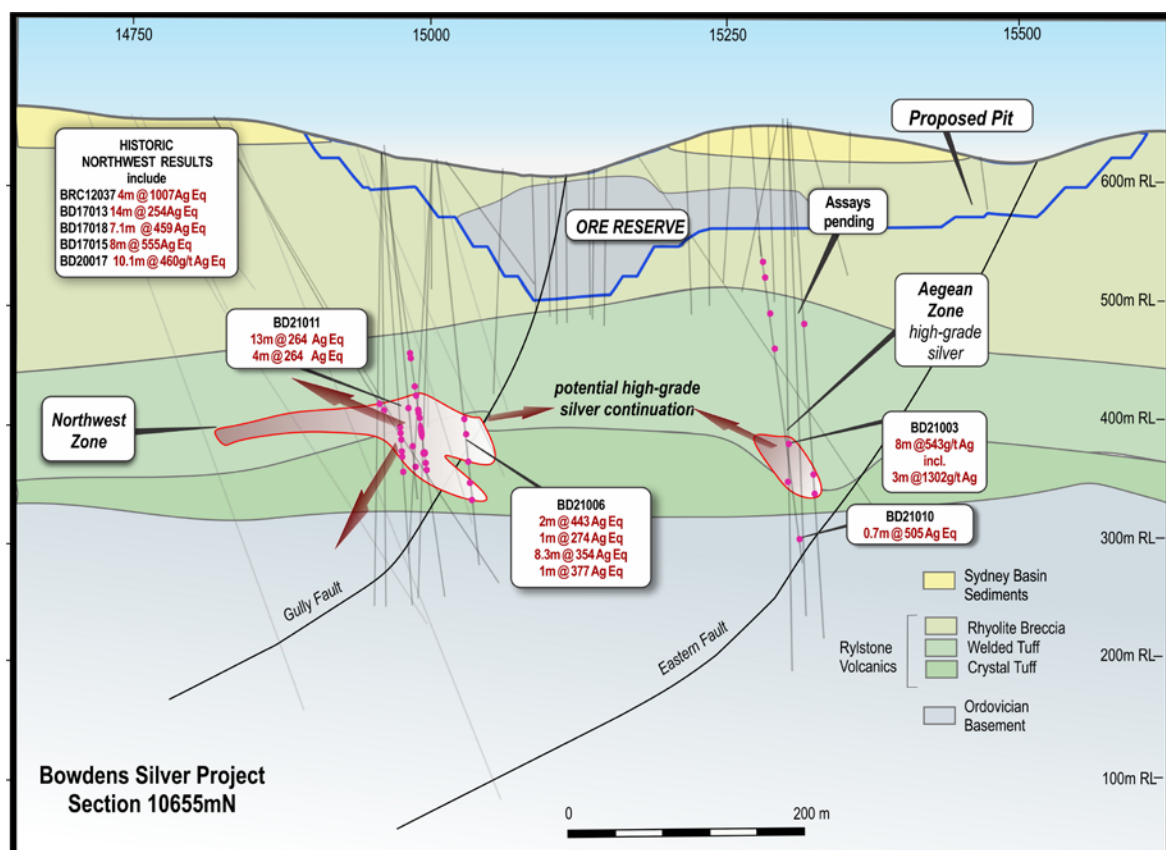 14750
15000
15250
15500
HISTORIC
NORTHWEST RESULTS
include
BRC12037 4m @ 1007Ag Eq
BD17013 14m @ 254Ag Eq
BD17018 7.1m @ 459Ag Eq
BD17015 8m @ 555Ag Eq
BD20017 10.1m @ 460g/t Ag Eq
Proposed Pit
600m RL
ORE RESERVE
Assays
pending
500m RL
Aegean
Zone
high-grade
silver
BD21011
13m @ 264 Ag Eq
4m @ 264 Ag Eq
potential high-grade
silver continuation
Northwest
Zone
400m RL
BD21003
8m @ 543g/t Ag
incl.
3m @ 1302g/t Ag
BD21006
2m @ 443 Ag Eq
1m @ 274 Ag Eq
8.3m @ 354 Ag Eq
1m @ 377 Ag Eq
BD21010
0.7m @ 505 Ag Eq
300m RL
Gully Fault
Eastern Fault
Sydney Basin
Sediments
Rylstone
Volcanics
Rhyolite Breccia
Welded Tuff
Crystal Tuff
200m RL
Ordovician
Basement
100m RL
Bowdens Silver Project
Section 10655mN
0
200 m